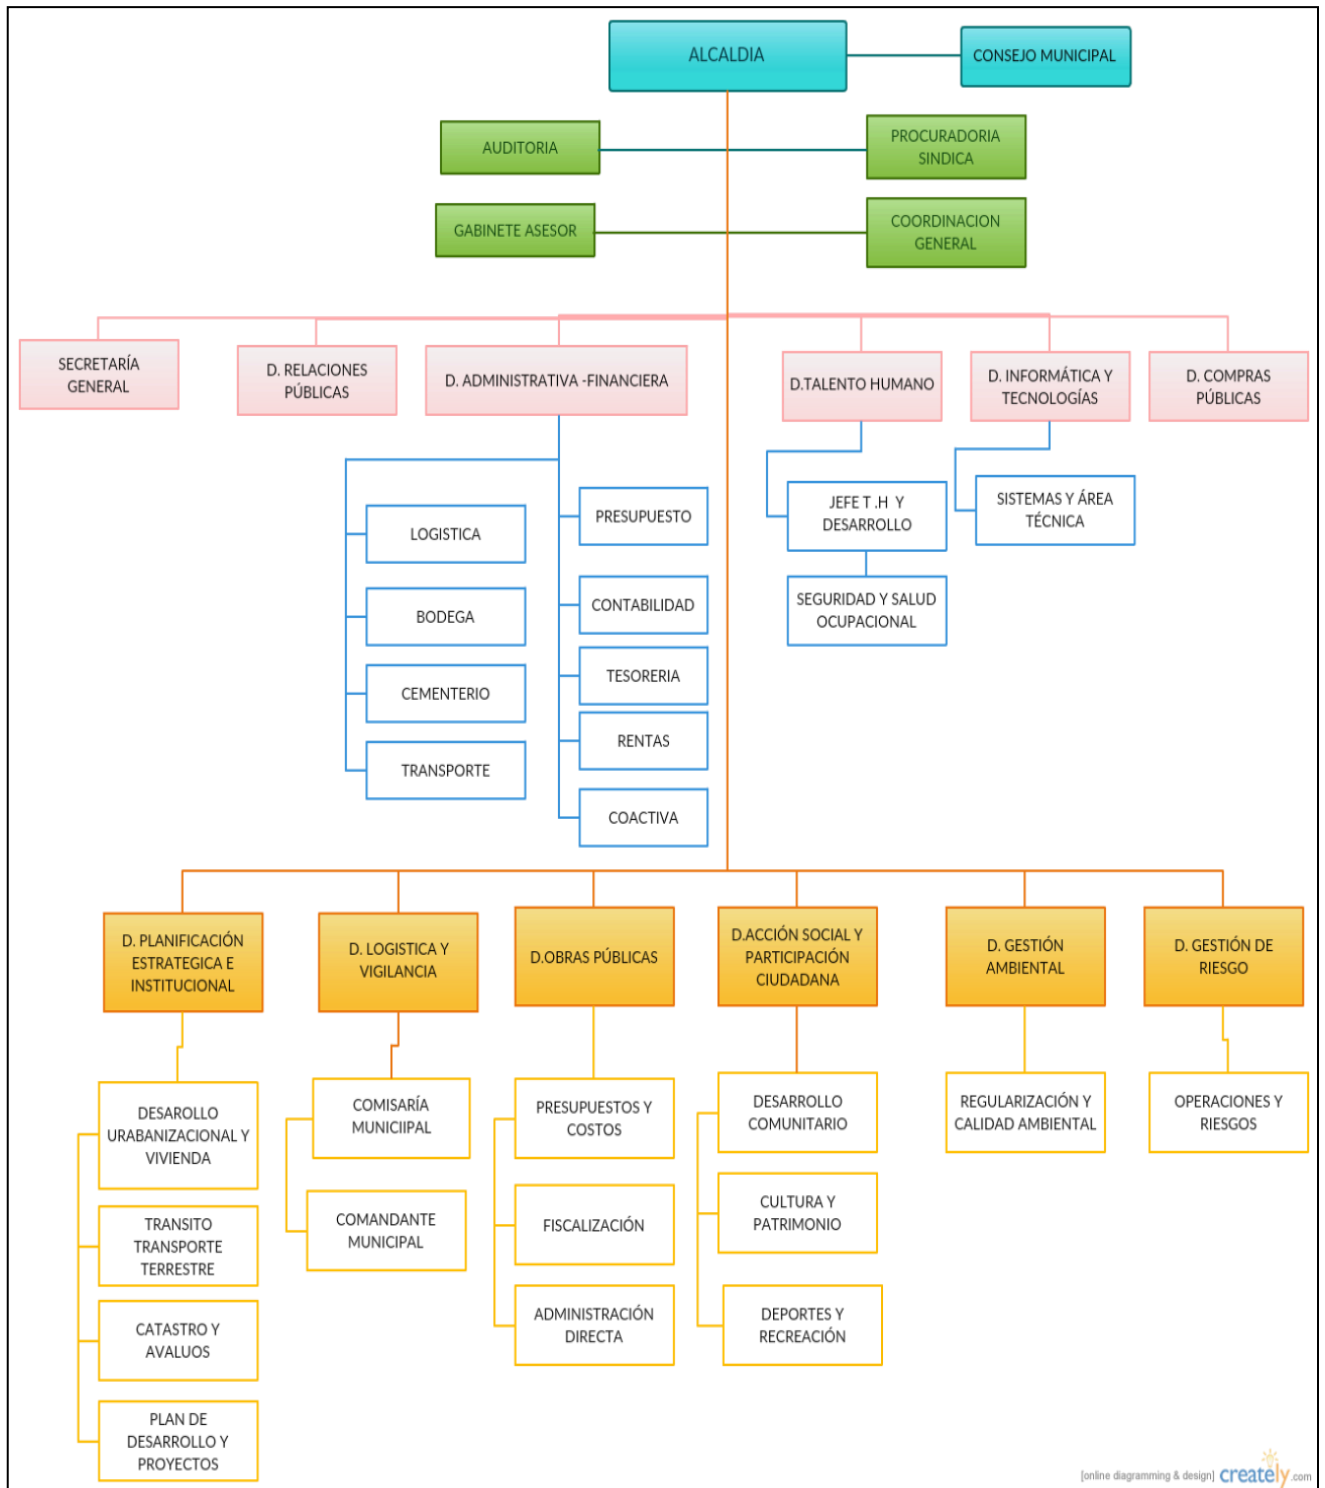 ALCALDIA
CONSEJO MUNICIPAL
AUDITORIA
PROCURADORIA
SINDICA
GABINETE ASESOR
COORDINACION
GENERAL
SECRETARÍA
GENERAL
D. RELACIONES
PÚBLICAS
D. ADMINISTRATIVA -FINANCIERA
D.TALENTO HUMANO
D. INFORMÁTICA Y
TECNOLOGÍAS
D. COMPRAS
PÚBLICAS
LOGISTICA
BODEGA
CEMENTERIO
TRANSPORTE
PRESUPUESTO
CONTABILIDAD
TESORERIA
RENTAS
COACTIVA
JEFE T .H Y
DESARROLLO
SEGURIDAD Y SALUD
OCUPACIONAL
SISTEMAS Y ÁREA
TÉCNICA
D. PLANIFICACIÓN
ESTRATEGICA E
INSTITUCIONAL
D. LOGISTICA Y
VIGILANCIA
D.OBRAS PÚBLICAS
D.ACCIÓN SOCIAL Y
PARTICIPACIÓN
CIUDADANA
D. GESTIÓN
AMBIENTAL
D. GESTIÓN DE
RIESGO
DESAROLLO
URABANIZACIONAL Y
VIVIENDA
TRANSITO
TRANSPORTE
TERRESTRE
CATASTRO Y
AVALUOS
PLAN DE
DESARROLLO Y
PROYECTOS
COMISARÍA
MUNICIIPAL
COMANDANTE
MUNICIPAL
PRESUPUESTOS Y
COSTOS
FISCALIZACIÓN
ADMINISTRACIÓN
DIRECTA
DESARROLLO
COMUNITARIO
CULTURA Y
PATRIMONIO
DEPORTES Y
RECREACIÓN
REGULARIZACIÓN Y
CALIDAD AMBIENTAL
OPERACIONES Y
RIESGOS
[online diagramming & design] creately.com